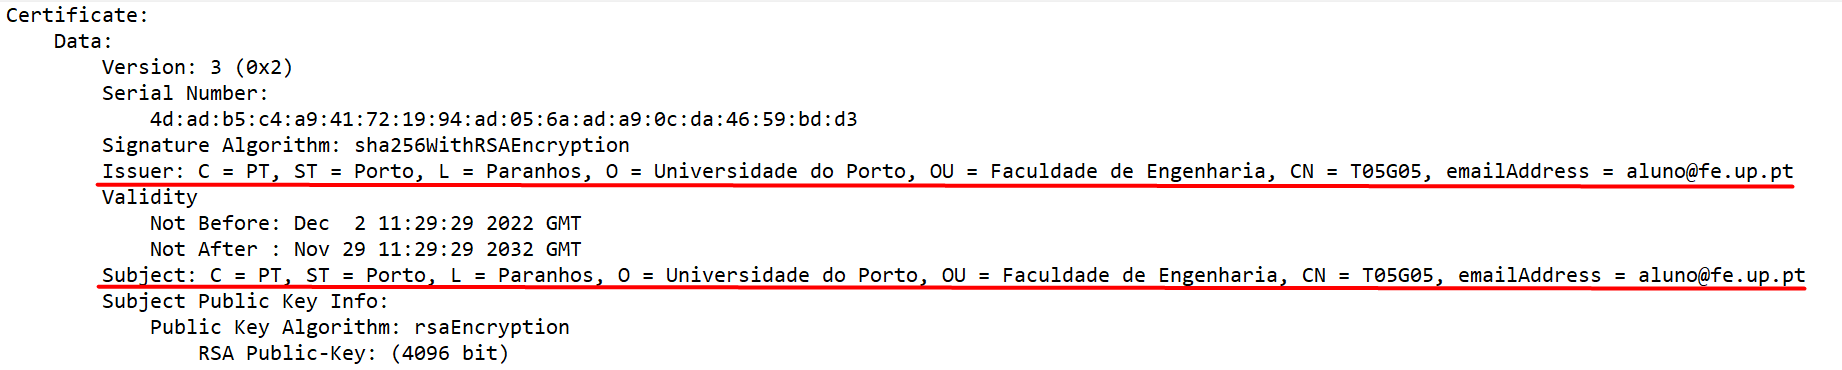 Certificate:
Data:
Version: 3 (0x2)
Serial Number:
4d:ad:b5:c4:a9:41:72:19:94:ad:05:6a:ad:a9:0c:da:46:59:bd:d3
Signature Algorithm: sha256WithRSAEncryption
Issuer: C = PT, ST = Porto, L = Paranhos, O = Universidade do Porto, OU = Faculdade de Engenharia, CN = T05G05, emailAddress = aluno@fe.up.pt
Validity
Not Before: Dec  2 11:29:29 2022 GMT
Not After : Nov 29 11:29:29 2032 GMT
Subject: C = PT, ST = Porto, L = Paranhos, O = Universidade do Porto, OU = Faculdade de Engenharia, CN = T05G05, emailAddress = aluno@fe.up.pt
Subject Public Key Info:
Public Key Algorithm: rsaEncryption
RSA Public-Key: (4096 bit)